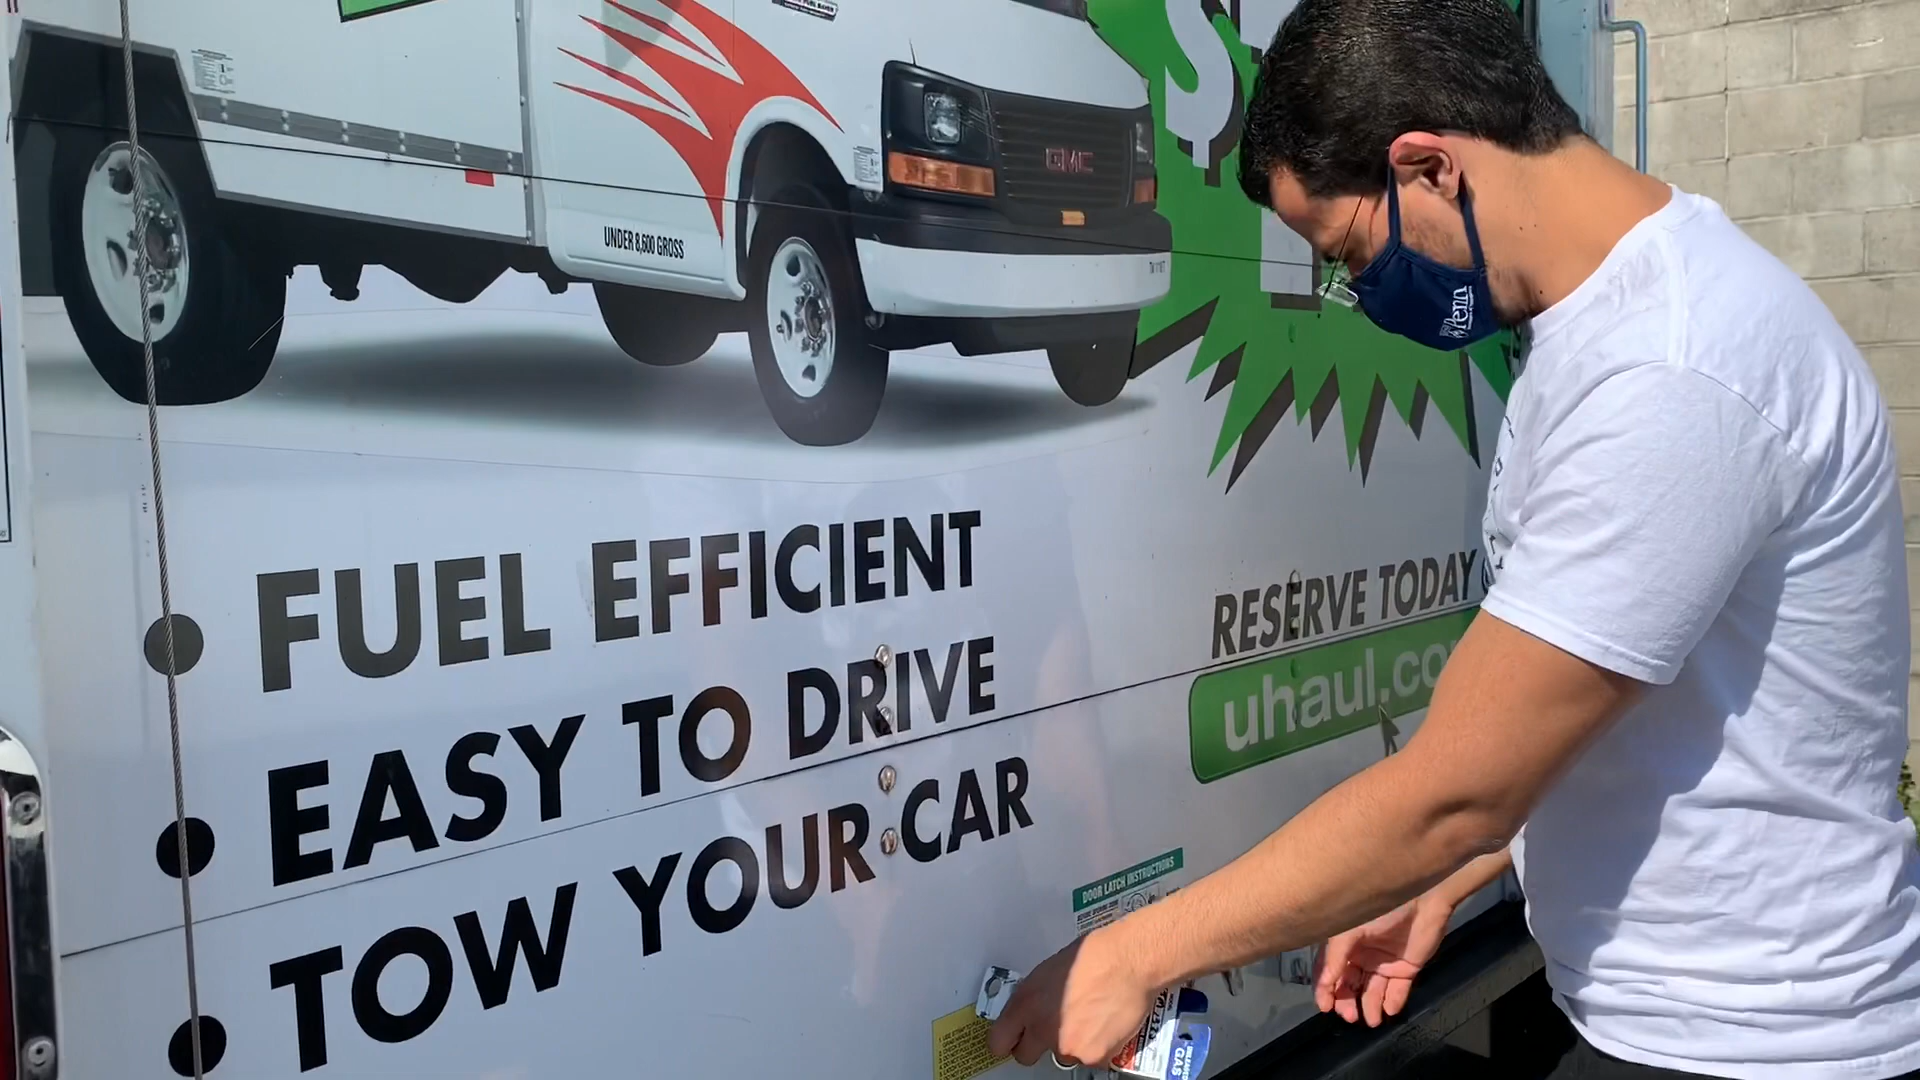 GMC
UNDER 8,600 GROSS
$
Penn
FUEL EFFICIENT
EASY TO DRIVE
TOW YOUR CAR
RESERVE TODAY
uhaul.co
DOOR LATCH INSTRUCTIONS
GAS